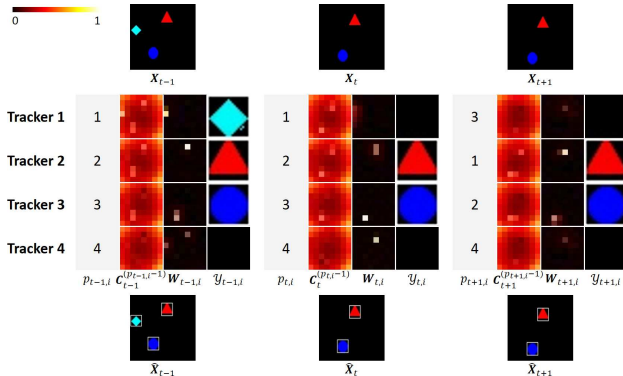 0 1
X_{t−1} X_t X_{t+1}
Tracker 1 1 1 3
Tracker 2 2 2 1
Tracker 3 3 3 2
Tracker 4 4 4 4
p_{t−1,i} C_{t−1}^{(p_{t−1,i}−1)} W_{t−1,i} 𝒴_{t−1,i} p_{t,i} C_t^{(p_{t,i}−1)} W_{t,i} 𝒴_{t,i} p_{t+1,i} C_{t+1}^{(p_{t+1,i}−1)} W_{t+1,i} 𝒴_{t+1,i}
X̂_{t−1} X̂_t X̂_{t+1}